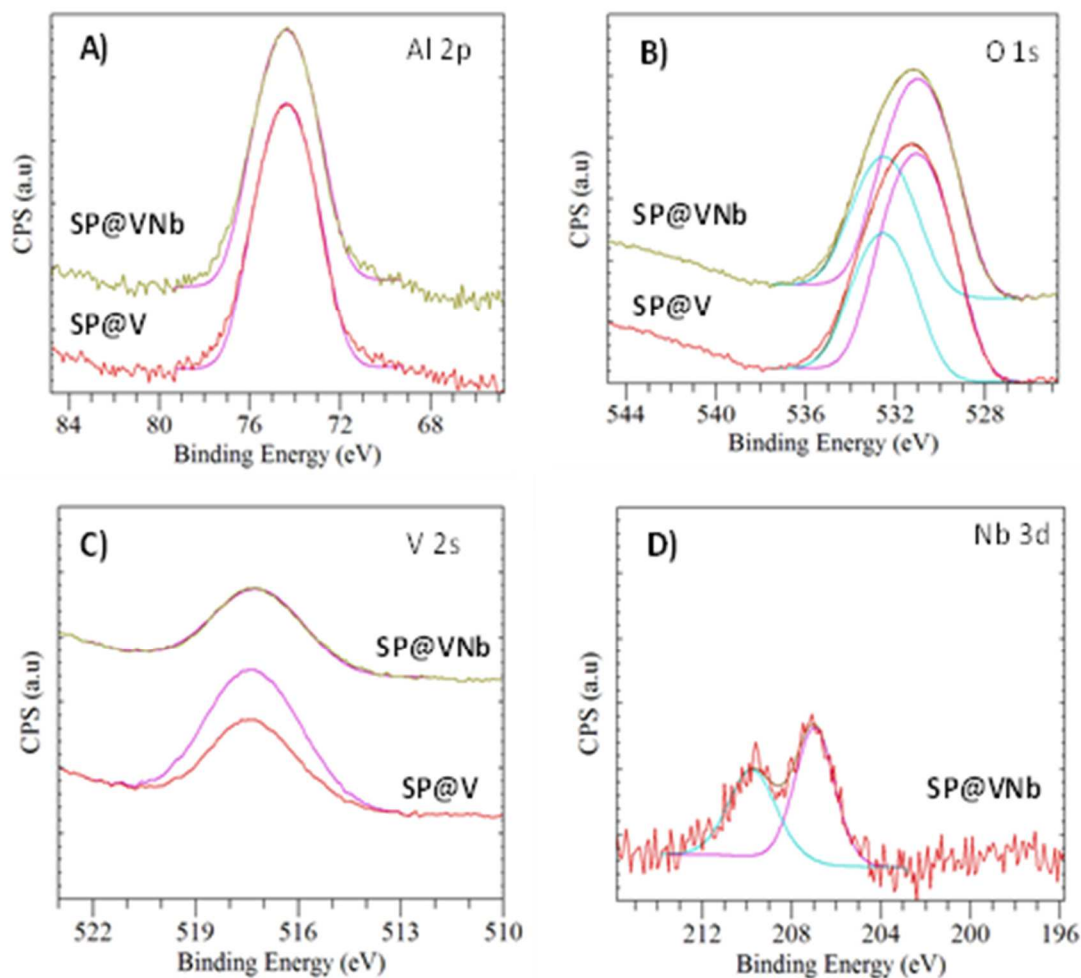 A)
Al 2p
CPS (a.u)
SP@VNb
SP@V
84 80 76 72 68
Binding Energy (eV)
B)
O 1s
CPS (a.u)
SP@VNb
SP@V
544 540 536 532 528
Binding Energy (eV)
C)
V 2s
CPS (a.u)
SP@VNb
SP@V
522 519 516 513 510
Binding Energy (eV)
D)
Nb 3d
CPS (a.u)
SP@VNb
212 208 204 200 196
Binding Energy (eV)